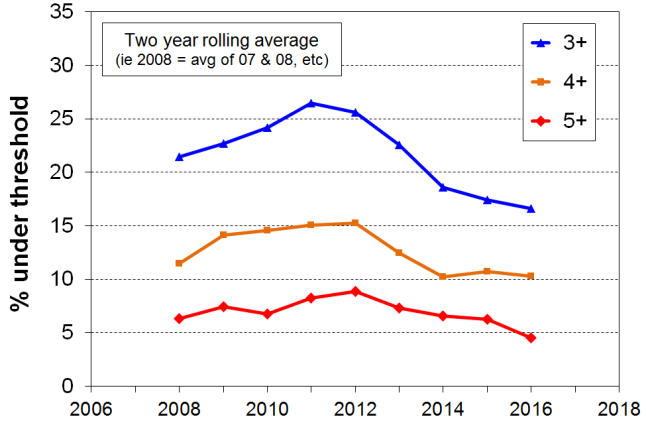 35
30
25
20
15
10
5
0
% under threshold
Two year rolling average
(ie 2008 = avg of 07 & 08, etc)
3+
4+
5+
2006 2008 2010 2012 2014 2016 2018